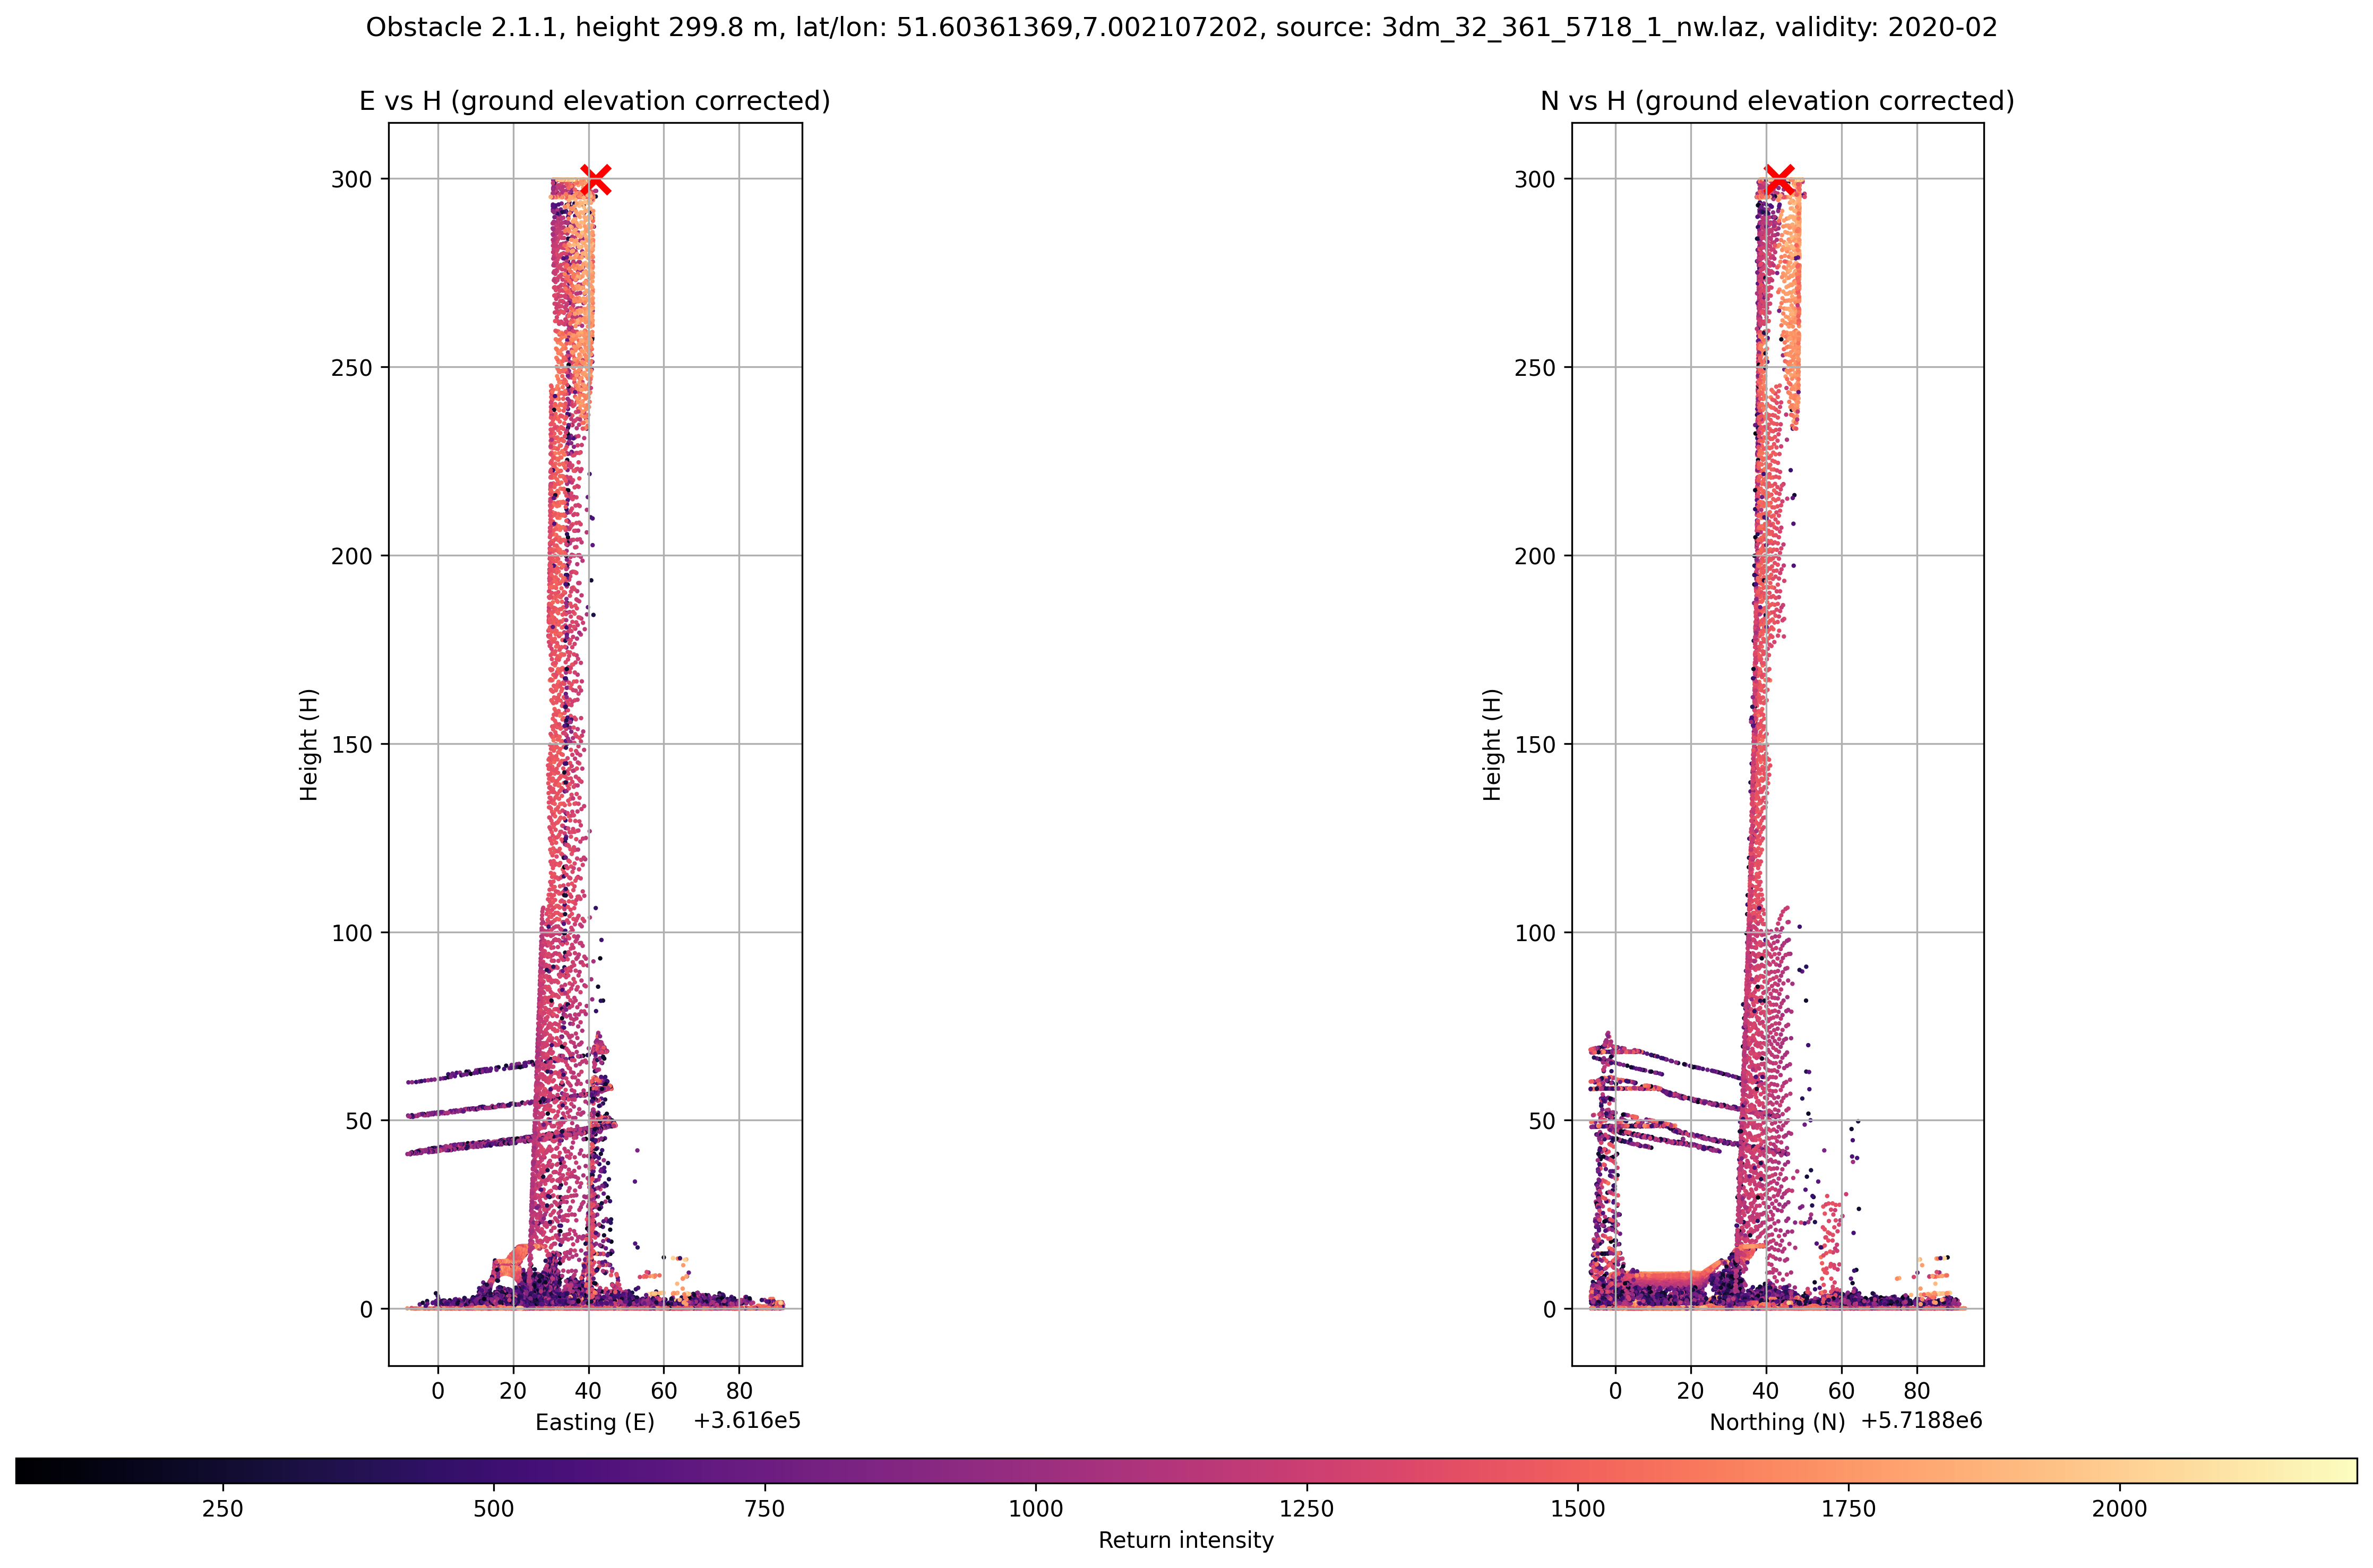 Obstacle 2.1.1, height 299.8 m, lat/lon: 51.60361369,7.002107202, source: 3dm_32_361_5718_1_nw.laz, validity: 2020-02
E vs H (ground elevation corrected)
300
250
200
150
100
50
0
Height (H)
0 20 40 60 80
Easting (E) +3.616e5
N vs H (ground elevation corrected)
300
250
200
150
100
50
0
Height (H)
0 20 40 60 80
Northing (N) +5.7188e6
250 500 750 1000 1250 1500 1750 2000
Return intensity